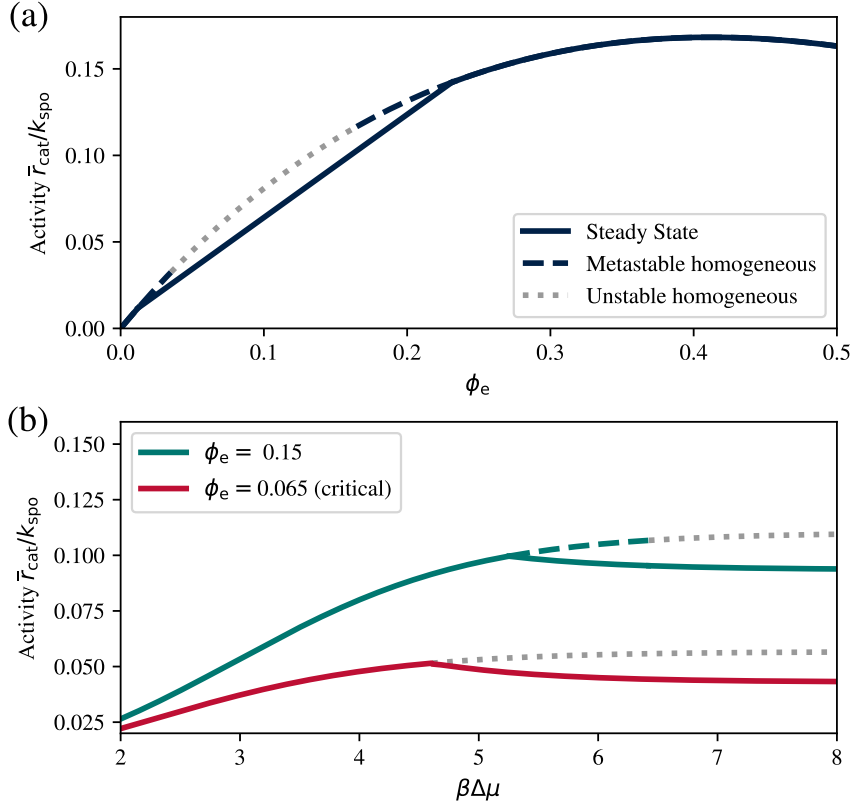 (a)
0.15
0.10
0.05
0.00
Activity r̄cat/kspo
Steady State
Metastable homogeneous
Unstable homogeneous
0.0 0.1 0.2 0.3 0.4 0.5
ϕe
(b)
0.150
0.125
0.100
0.075
0.050
0.025
Activity r̄cat/kspo
ϕe = 0.15
ϕe = 0.065 (critical)
2 3 4 5 6 7 8
βΔμ